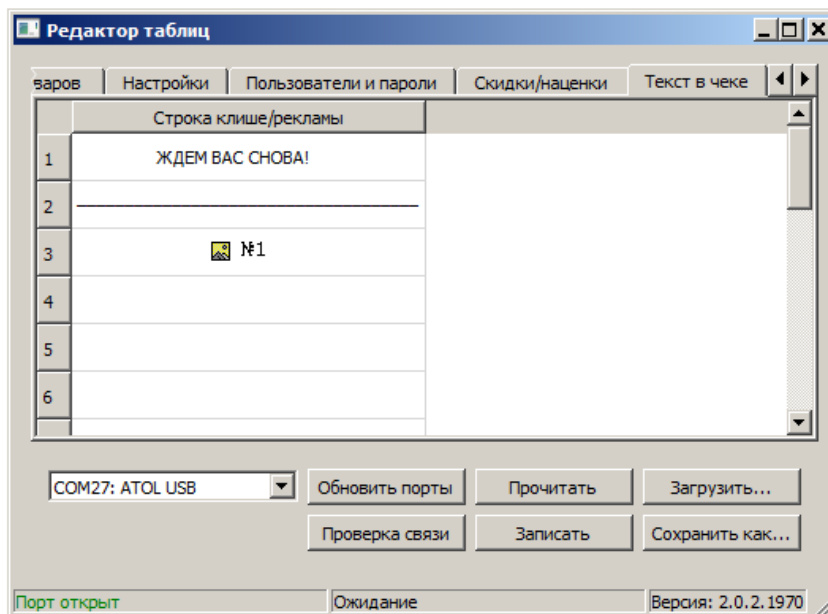 Редактор таблиц
заров Настройки Пользователи и пароли Скидки/наценки Текст в чеке
Строка клише/рекламы
1 ЖДЕМ ВАС СНОВА!
2
3 №1
4
5
6
COM27: ATOL USB Обновить порты Прочитать Загрузить...
Проверка связи Записать Сохранить как...
Порт открыт Ожидание Версия: 2.0.2.1970